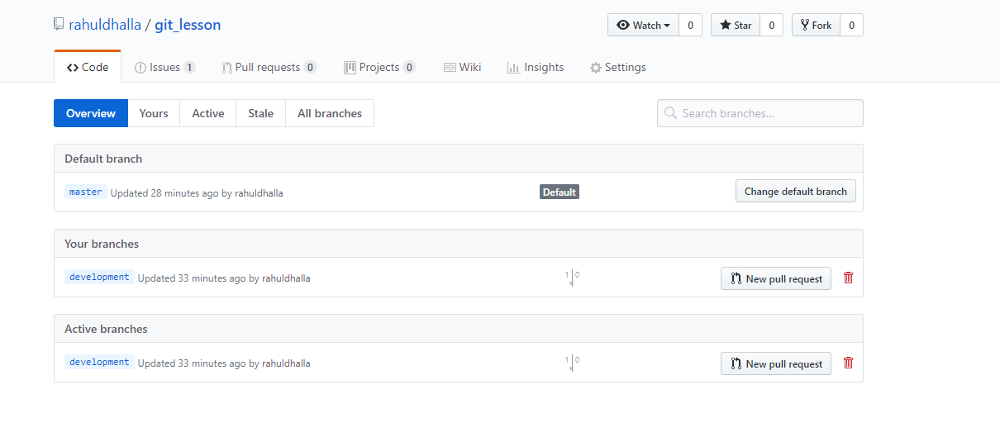 rahuldhalla / git_lesson
Watch 0 Star 0 Fork 0
Code Issues 1 Pull requests 0 Projects 0 Wiki Insights Settings
Overview Yours Active Stale All branches Search branches...
Default branch
master Updated 28 minutes ago by rahuldhalla Default Change default branch
Your branches
development Updated 33 minutes ago by rahuldhalla 1 0 New pull request
Active branches
development Updated 33 minutes ago by rahuldhalla 1 0 New pull request